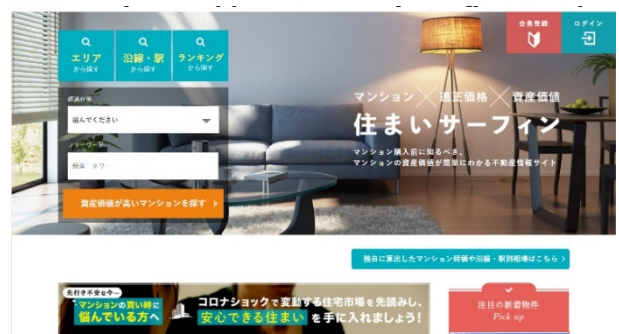 エリア
から探す
沿線・駅
から探す
ランキング
から探す
会員登録
ログイン
都道府県
選んでください
フリーワード
タワー
資産価値が高いマンションを探す
マンション╳適正価格╳資産価値
住まいサーフィン
マンション購入前に知るべき、
マンションの資産価値が簡単にわかる不動産情報サイト
独自に算出したマンション時価や沿線・駅別相場はこちら
先行き不安な今―
マンションの買い時に
悩んでいる方へ
コロナショックで変動する住宅市場を先読みし、
安心できる住まいを手に入れましょう!
注目の新着物件
Pick up